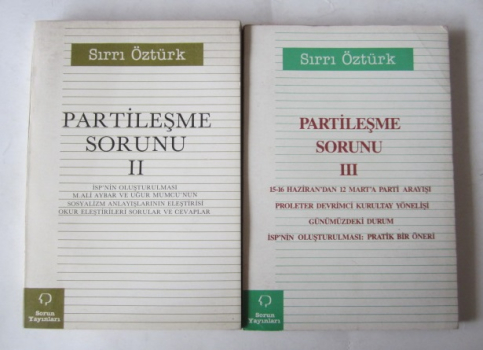 Sırrı Öztürk
PARTİLEŞME
SORUNU
II
İSP'NİN OLUŞTURULMASI
M.ALİ AYBAR VE UĞUR MUMCU'NUN
SOSYALİZM ANLAYIŞLARININ ELEŞTİRİSİ
OKUR ELEŞTİRİLERİ SORULAR VE CEVAPLAR
Sorun
Yayınları
Sırrı Öztürk
PARTİLEŞME
SORUNU
III
15-16 HAZİRAN'DAN 12 MART'A PARTİ ARAYIŞI
PROLETER DEVRİMCİ KURULTAY YÖNELİŞİ
GÜNÜMÜZDEKİ DURUM
İSP'NİN OLUŞTURULMASI: PRATİK BİR ÖNERİ
Sorun
Yayınları